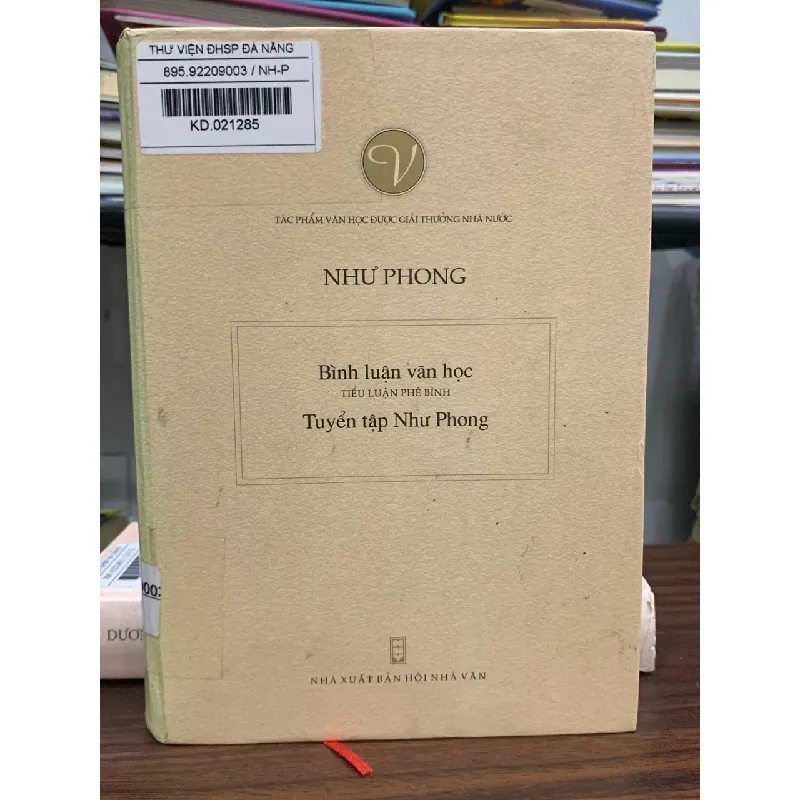 THƯ VIỆN ĐHSP ĐÀ NẴNG
895.92209003 / NH-P
KD.021285
V
TÁC PHẨM VĂN HỌC ĐƯỢC GIẢI THƯỞNG NHÀ NƯỚC
NHƯ PHONG
Bình luận văn học
TIỂU LUẬN PHÊ BÌNH
Tuyển tập Như Phong
NHÀ XUẤT BẢN HỘI NHÀ VĂN